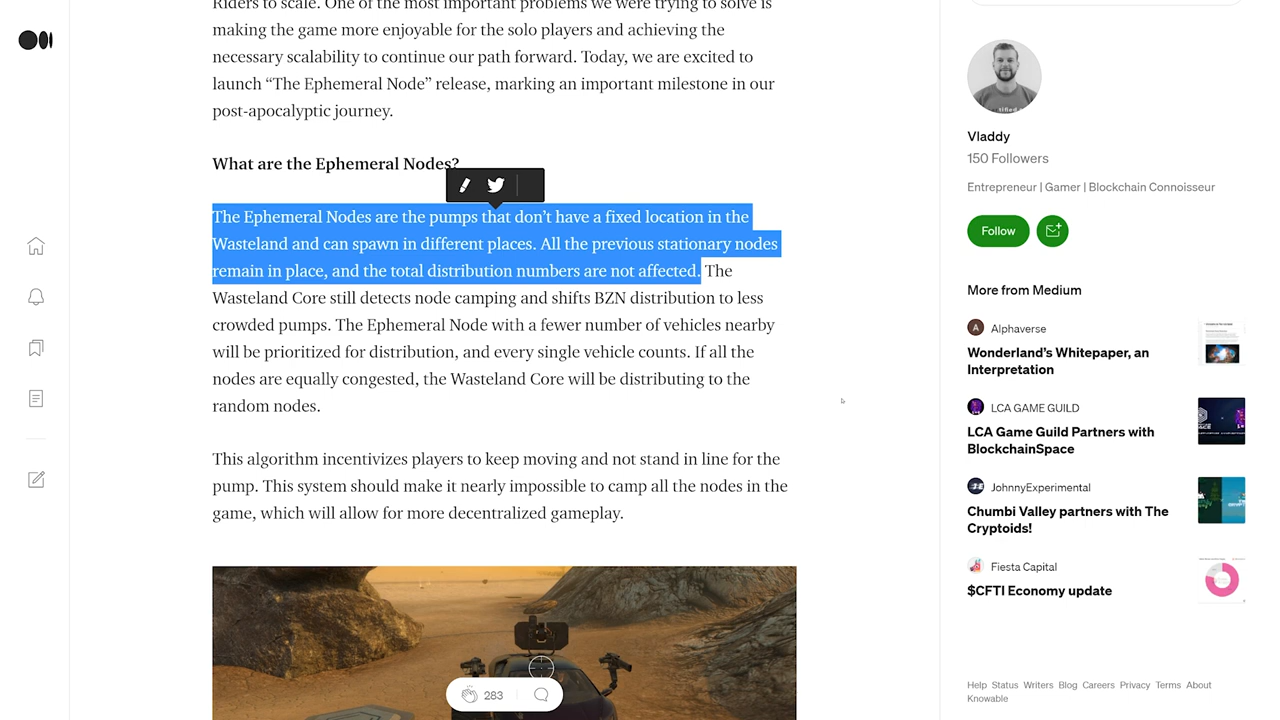 Riders to scale. One of the most important problems we were trying to solve is
making the game more enjoyable for the solo players and achieving the
necessary scalability to continue our path forward. Today, we are excited to
launch “The Ephemeral Node” release, marking an important milestone in our
post-apocalyptic journey.
What are the Ephemeral Nodes?
The Ephemeral Nodes are the pumps that don’t have a fixed location in the
Wasteland and can spawn in different places. All the previous stationary nodes
remain in place, and the total distribution numbers are not affected. The
Wasteland Core still detects node camping and shifts BZN distribution to less
crowded pumps. The Ephemeral Node with a fewer number of vehicles nearby
will be prioritized for distribution, and every single vehicle counts. If all the
nodes are equally congested, the Wasteland Core will be distributing to the
random nodes.
This algorithm incentivizes players to keep moving and not stand in line for the
pump. This system should make it nearly impossible to camp all the nodes in the
game, which will allow for more decentralized gameplay.
283
Vladdy
150 Followers
Entrepreneur | Gamer | Blockchain Connoisseur
Follow
More from Medium
A Alphaverse
Wonderland’s Whitepaper, an
Interpretation
LCA GAME GUILD
LCA Game Guild Partners with
BlockchainSpace
JohnnyExperimental
Chumbi Valley partners with The
Cryptoids!
Fiesta Capital
$CFTI Economy update
Help Status Writers Blog Careers Privacy Terms About
Knowable